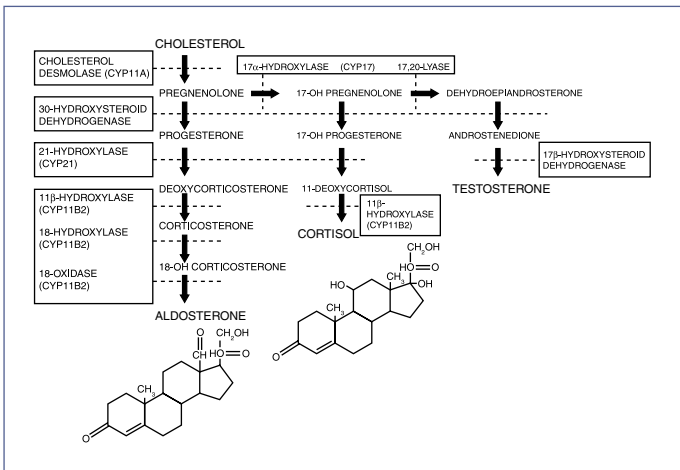 CHOLESTEROL
CHOLESTEROL
DESMOLASE (CYP11A)
17α-HYDROXYLASE (CYP17) 17,20-LYASE
PREGNENOLONE 17-OH PREGNENOLONE DEHYDROEPIANDROSTERONE
30-HYDROXYSTEROID
DEHYDROGENASE
PROGESTERONE 17-OH PROGESTERONE ANDROSTENEDIONE
21-HYDROXYLASE
(CYP21)
17β-HYDROXYSTEROID
DEHYDROGENASE
DEOXYCORTICOSTERONE 11-DEOXYCORTISOL TESTOSTERONE
11β-HYDROXYLASE
(CYP11B2)
11β-
HYDROXYLASE
(CYP11B2)
CORTICOSTERONE CORTISOL
18-HYDROXYLASE
(CYP11B2)
18-OH CORTICOSTERONE
18-OXIDASE
(CYP11B2)
ALDOSTERONE
CH2OH
HO=O
CH3
OH
HO
CH3
O
O
CH2OH
CH HO=O
CH3
O